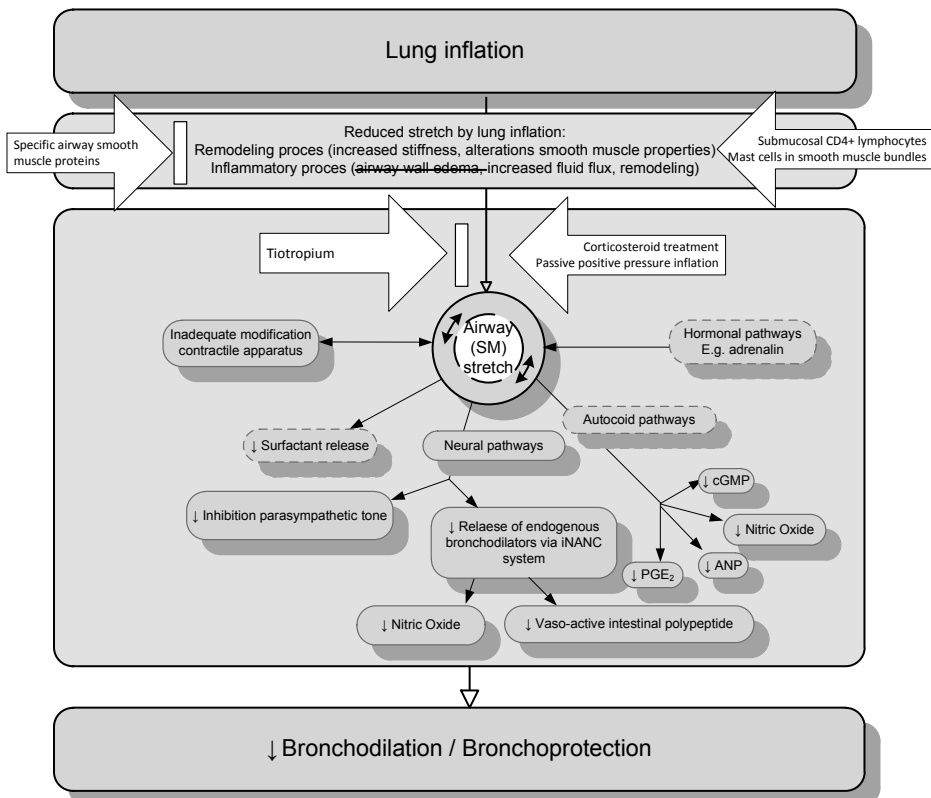 Lung inflation
Specific airway smooth
muscle proteins
Reduced stretch by lung inflation:
Remodeling proces (increased stiffness, alterations smooth muscle properties)
Inflammatory proces (airway wall edema, increased fluid flux, remodeling)
Submucosal CD4+ lymphocytes
Mast cells in smooth muscle bundles
Tiotropium
Corticosteroid treatment
Passive positive pressure inflation
Inadequate modification
contractile apparatus
Airway
(SM)
stretch
Hormonal pathways
E.g. adrenalin
↓ Surfactant release
Neural pathways
Autocoid pathways
↓ Inhibition parasympathetic tone
↓ Relaese of endogenous
bronchodilators via iNANC
system
↓ cGMP
↓ Nitric Oxide
↓ ANP
↓ PGE₂
↓ Nitric Oxide
↓ Vaso-active intestinal polypeptide
↓ Bronchodilation / Bronchoprotection